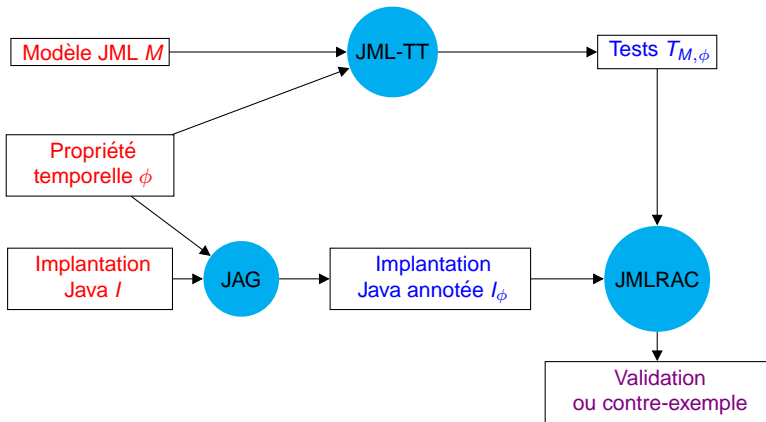 Modèle JML M
JML-TT
Tests T_{M,ϕ}
Propriété
temporelle ϕ
Implantation
Java I
JAG
Implantation
Java annotée I_ϕ
JMLRAC
Validation
ou contre-exemple